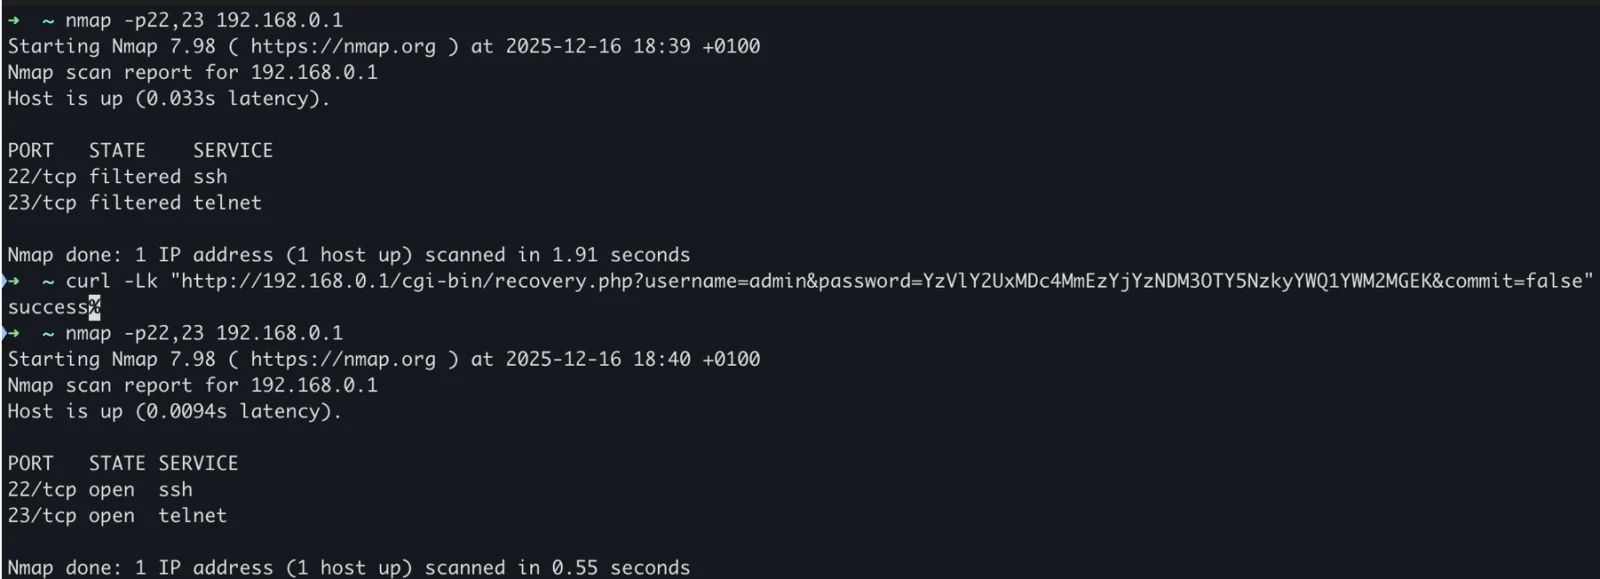 ➜  ~ nmap -p22,23 192.168.0.1
Starting Nmap 7.98 ( https://nmap.org ) at 2025-12-16 18:39 +0100
Nmap scan report for 192.168.0.1
Host is up (0.033s latency).
PORT   STATE    SERVICE
22/tcp filtered ssh
23/tcp filtered telnet
Nmap done: 1 IP address (1 host up) scanned in 1.91 seconds
➜  ~ curl -Lk "http://192.168.0.1/cgi-bin/recovery.php?username=admin&password=YzVlY2UxMDc4MmEzYjYzNDM3OTY5NzkyYWQ1YWM2MGEK&commit=false"
success%
➜  ~ nmap -p22,23 192.168.0.1
Starting Nmap 7.98 ( https://nmap.org ) at 2025-12-16 18:40 +0100
Nmap scan report for 192.168.0.1
Host is up (0.0094s latency).
PORT   STATE SERVICE
22/tcp open  ssh
23/tcp open  telnet
Nmap done: 1 IP address (1 host up) scanned in 0.55 seconds